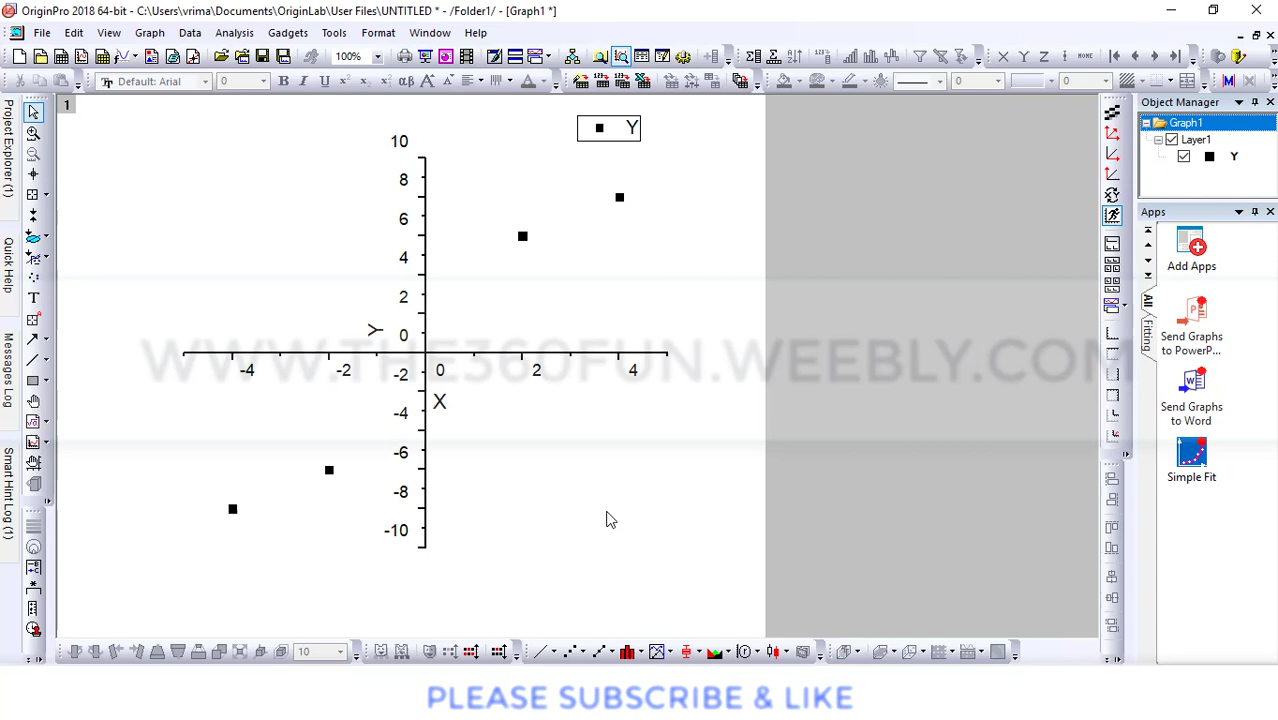 OriginPro 2018 64-bit - C:\Users\vrima\Documents\OriginLab\User Files\UNTITLED * - /Folder1/ - [Graph1 *]
File Edit View Graph Data Analysis Gadgets Tools Format Window Help
100%
Default: Arial 0 B I U
X Y Z HOME
0 0
M
Project Explorer (1)
Quick Help
Messages Log
Smart Hint Log (1)
1
Y
10
8
6
4
2
0
-2
-4
-6
-8
-10
Y
-4 -2 0 2 4
X
WWW.THE360FUN.WEEBLY.COM
Object Manager
Graph1
Layer1
Y
Apps
Add Apps
All
Fitting
Send Graphs
to PowerP...
Send Graphs
to Word
Simple Fit
10
PLEASE SUBSCRIBE & LIKE